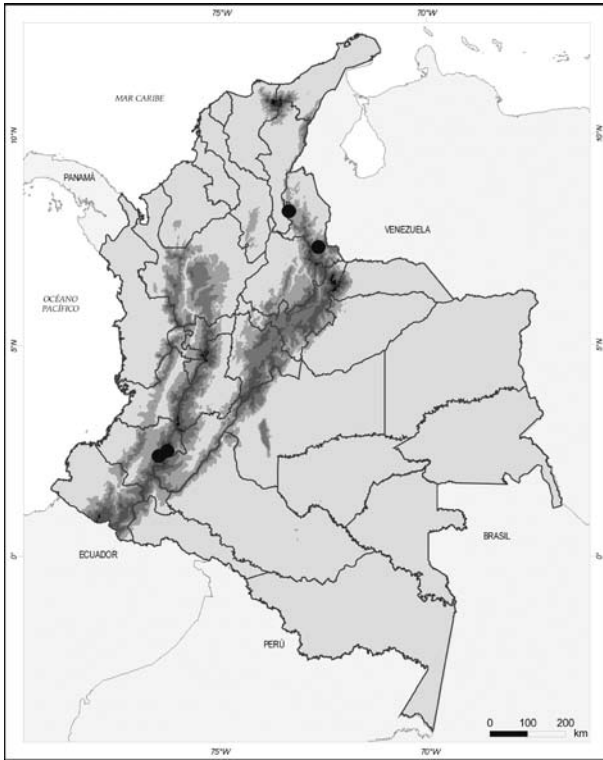 75°W
70°W
MAR CARIBE
10°N
10°N
PANAMÁ
VENEZUELA
OCÉANO
PACÍFICO
5°N
5°N
0°
0°
ECUADOR
BRASIL
PERÚ
0 100 200
km
75°W
70°W